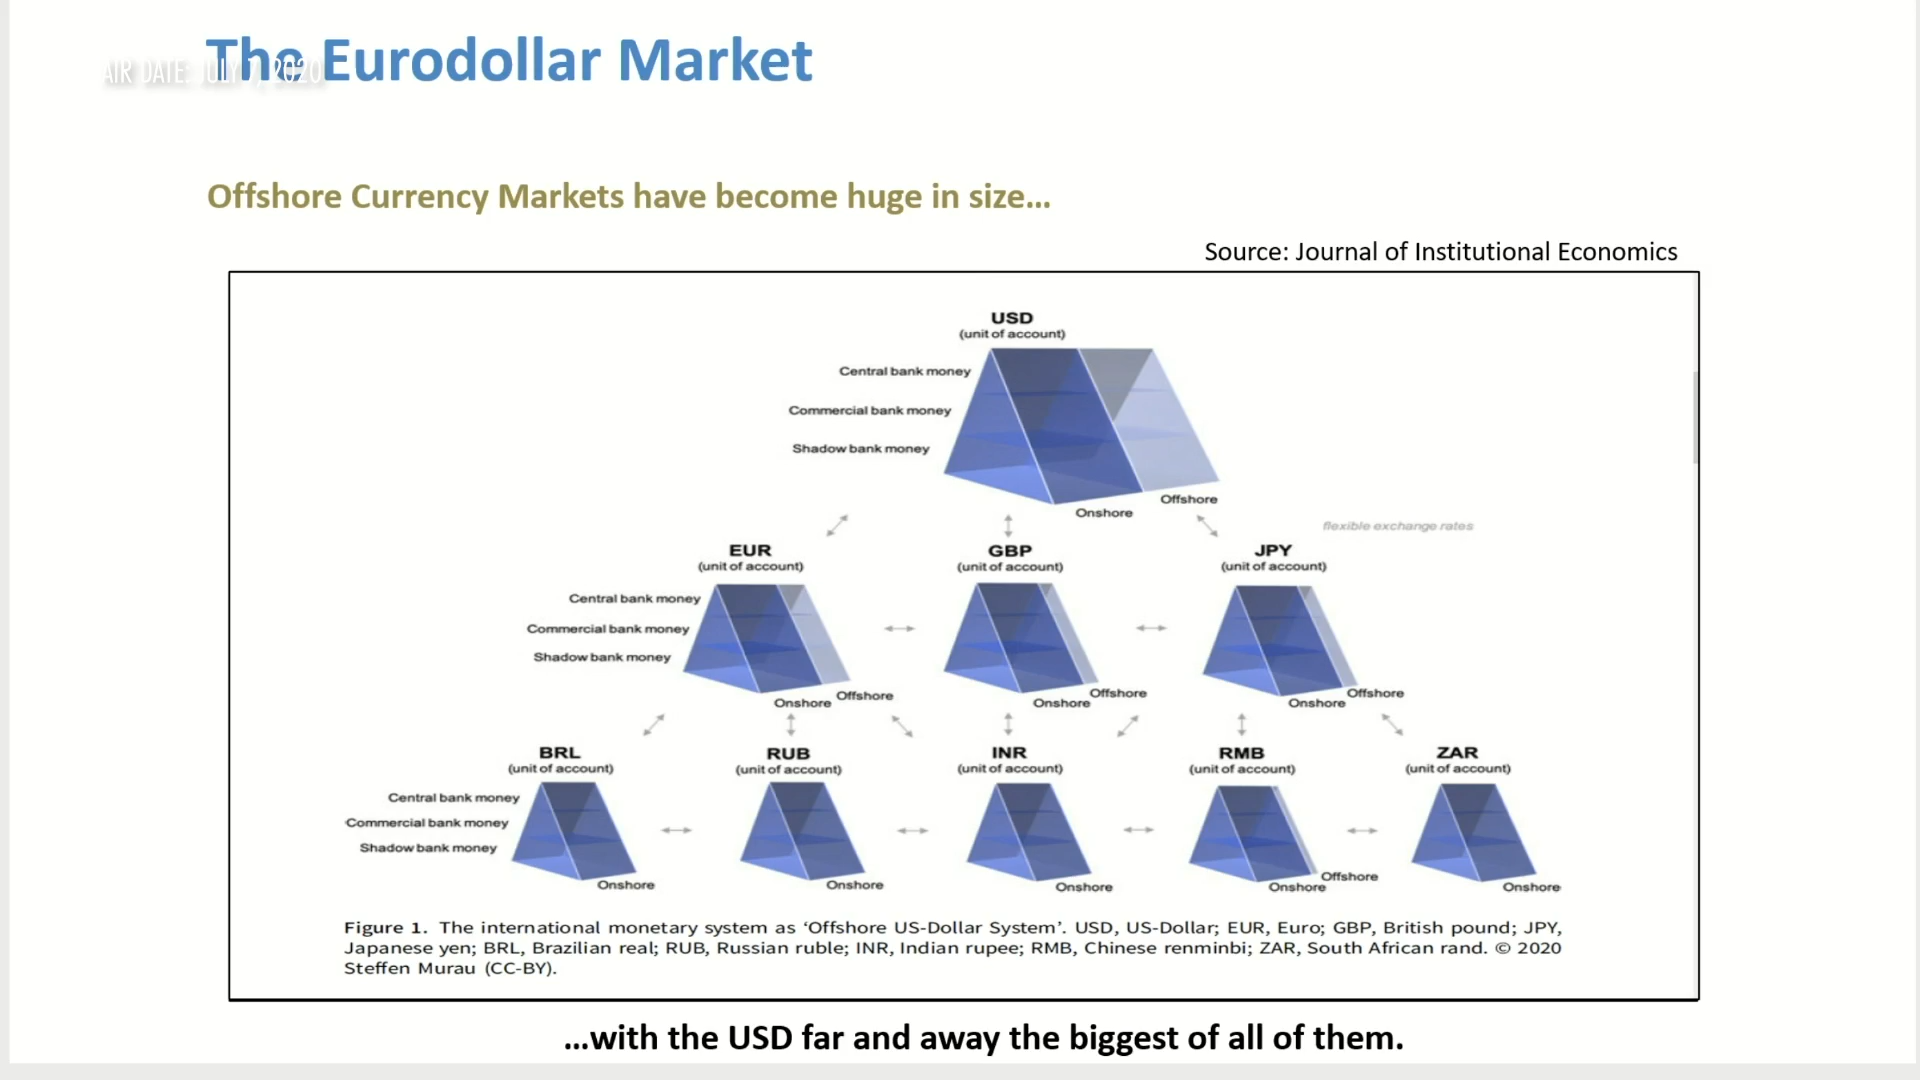 The Eurodollar Market
AIR DATE: JULY 7, 2020
Offshore Currency Markets have become huge in size...
Source: Journal of Institutional Economics
USD
(unit of account)
Central bank money
Commercial bank money
Shadow bank money
Offshore
Onshore
flexible exchange rates
EUR
(unit of account)
GBP
(unit of account)
JPY
(unit of account)
Central bank money
Commercial bank money
Shadow bank money
Onshore
Offshore
Onshore
Offshore
Onshore
Offshore
BRL
(unit of account)
RUB
(unit of account)
INR
(unit of account)
RMB
(unit of account)
ZAR
(unit of account)
Central bank money
Commercial bank money
Shadow bank money
Onshore
Onshore
Onshore
Onshore
Offshore
Onshore
Figure 1. The international monetary system as ‘Offshore US-Dollar System’. USD, US-Dollar; EUR, Euro; GBP, British pound; JPY,
Japanese yen; BRL, Brazilian real; RUB, Russian ruble; INR, Indian rupee; RMB, Chinese renminbi; ZAR, South African rand. © 2020
Steffen Murau (CC-BY).
...with the USD far and away the biggest of all of them.